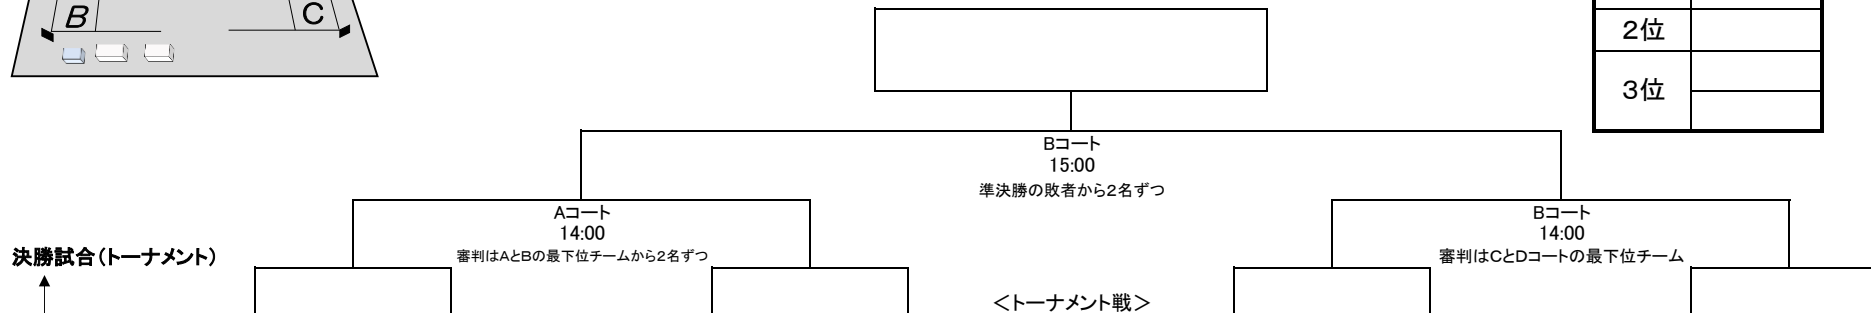 B
C
2位
3位
Bコート
15:00
準決勝の敗者から2名ずつ
Aコート
14:00
審判はAとBの最下位チームから2名ずつ
Bコート
14:00
審判はCとDコートの最下位チーム
決勝試合(トーナメント)
＜トーナメント戦＞